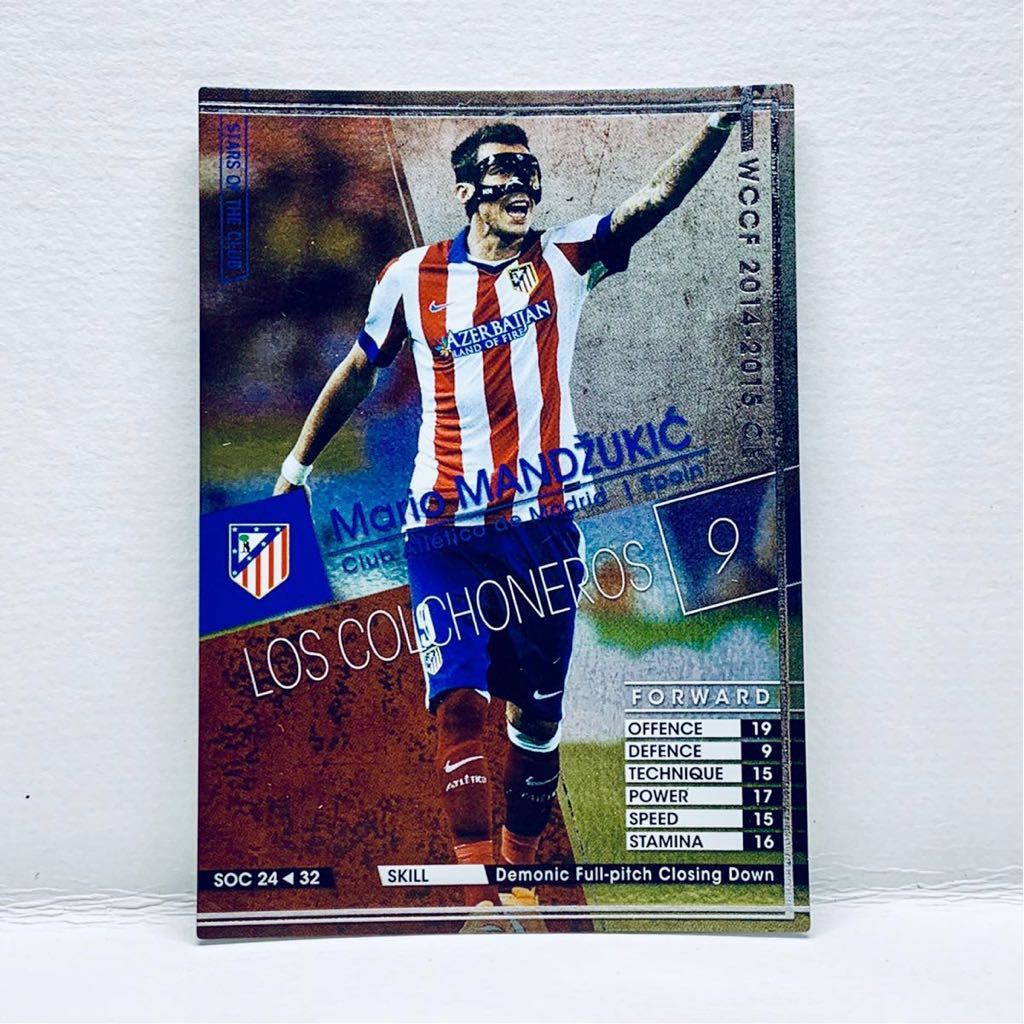 STARS OF THE CLUB
WCCF 2014-2015
AZERBAIJAN
LAND OF FIRE
Mario MANDŽUKIĆ
Club Atlético de Madrid / Spain
LOS COLCHONEROS 9
9
FORWARD
OFFENCE 19
DEFENCE 9
TECHNIQUE 15
POWER 17
SPEED 15
STAMINA 16
ATLÉTICO
SOC 24 ◀ 32
SKILL Demonic Full-pitch Closing Down